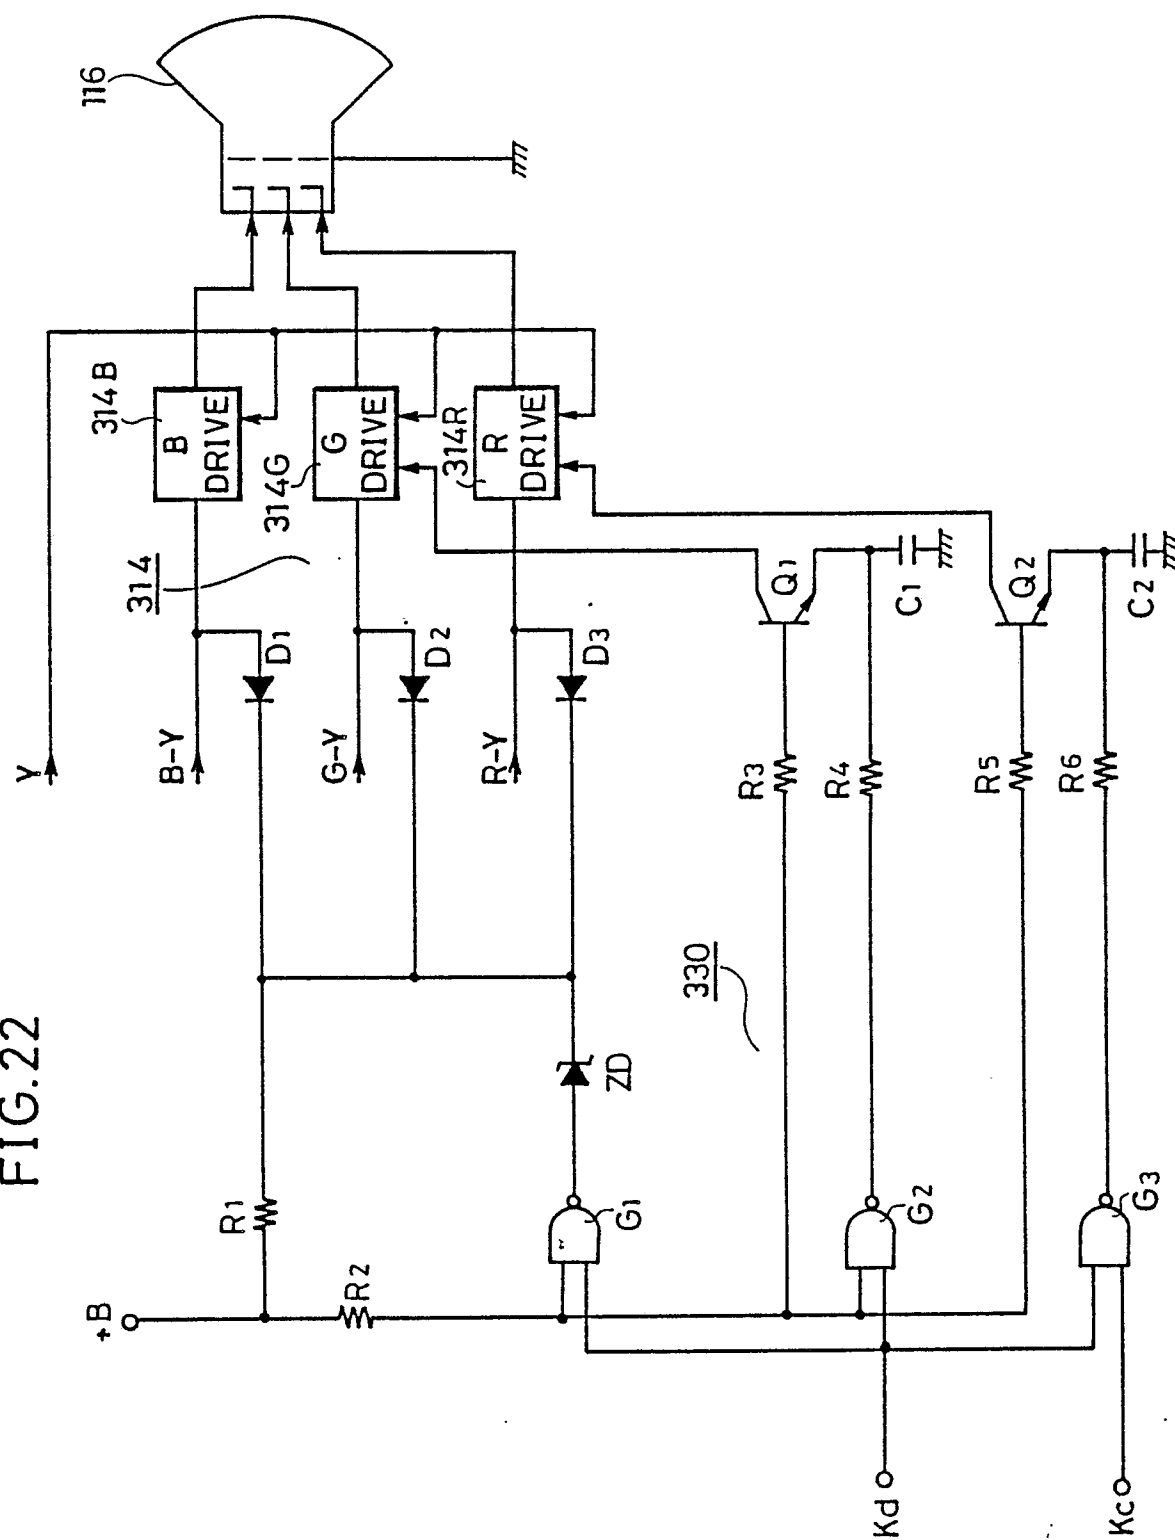 FIG.22
116
314B
B
DRIVE
314G
G
DRIVE
314R
R
DRIVE
314
Y
B-Y
G-Y
R-Y
D1
D2
D3
Q1
C1
Q2
C2
R3
R4
R5
R6
330
ZD
R1
+B
R2
G1
G2
G3
Kd
Kc